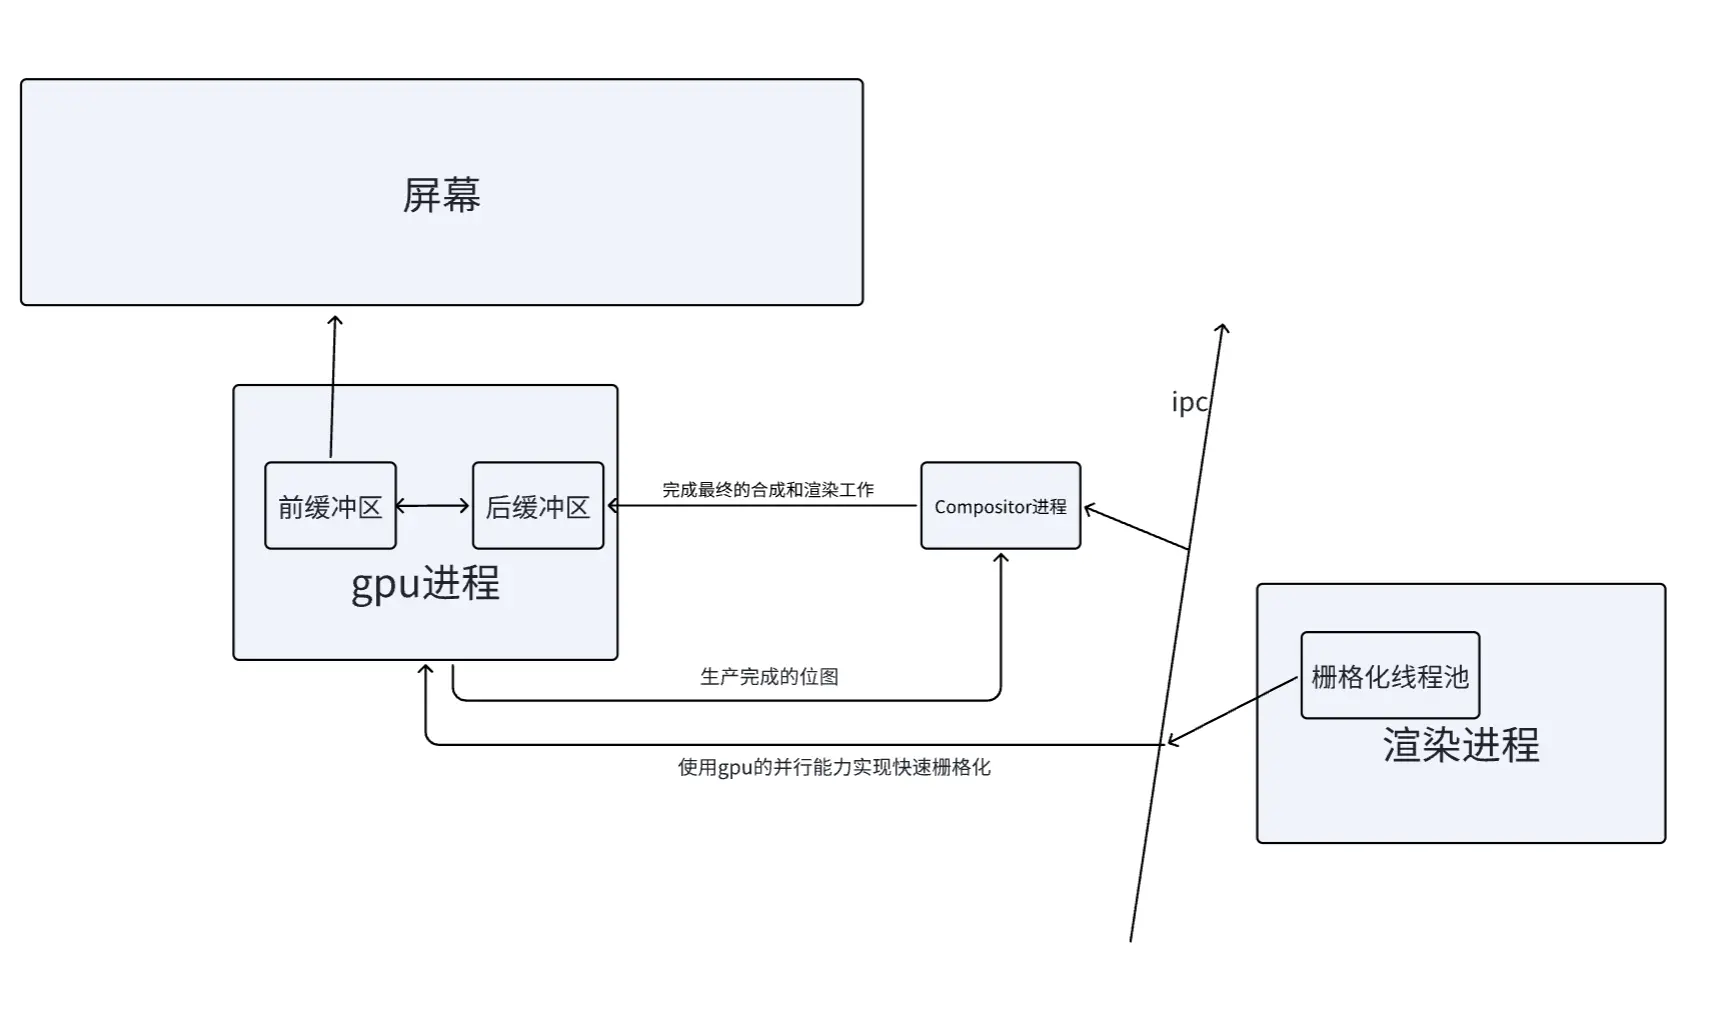 屏幕
ipc
前缓冲区
后缓冲区
gpu进程
完成最终的合成和渲染工作
Compositor进程
生产完成的位图
使用gpu的并行能力实现快速栅格化
栅格化线程池
渲染进程